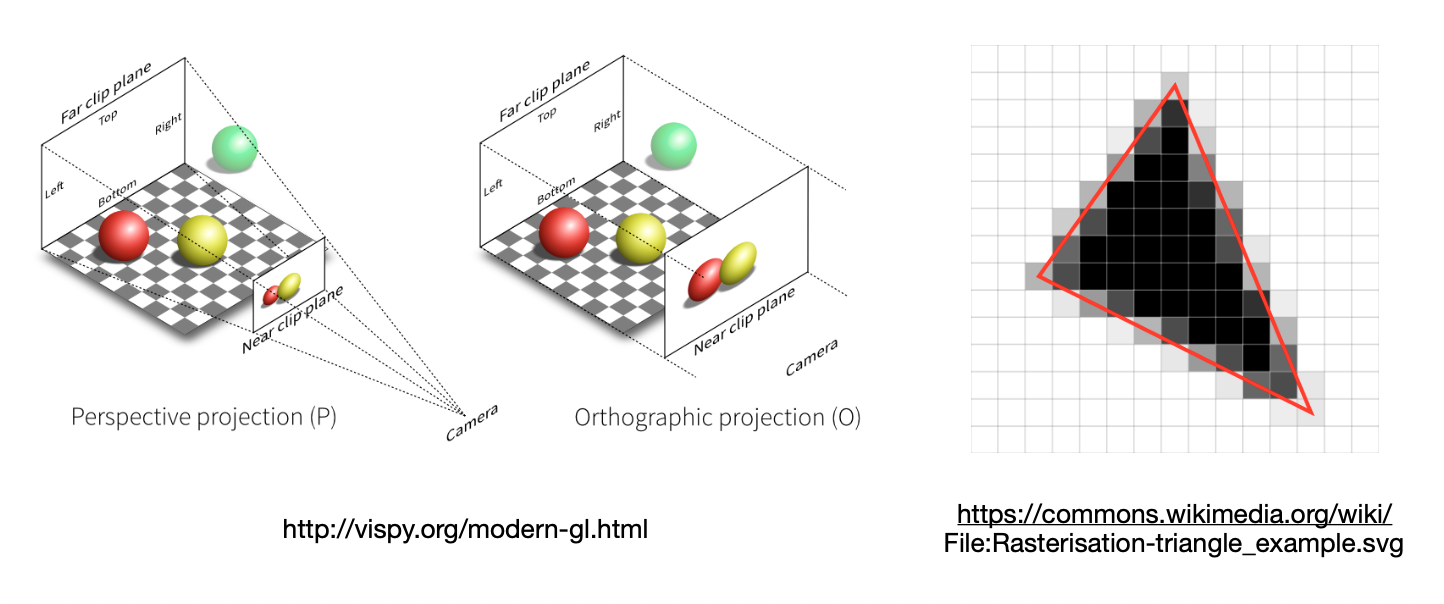 Far clip plane
Top
Right
Left
Bottom
Near clip plane
Camera
Perspective projection (P)
Far clip plane
Top
Right
Left
Bottom
Near clip plane
Camera
Orthographic projection (O)
http://vispy.org/modern-gl.html
https://commons.wikimedia.org/wiki/
File:Rasterisation-triangle_example.svg